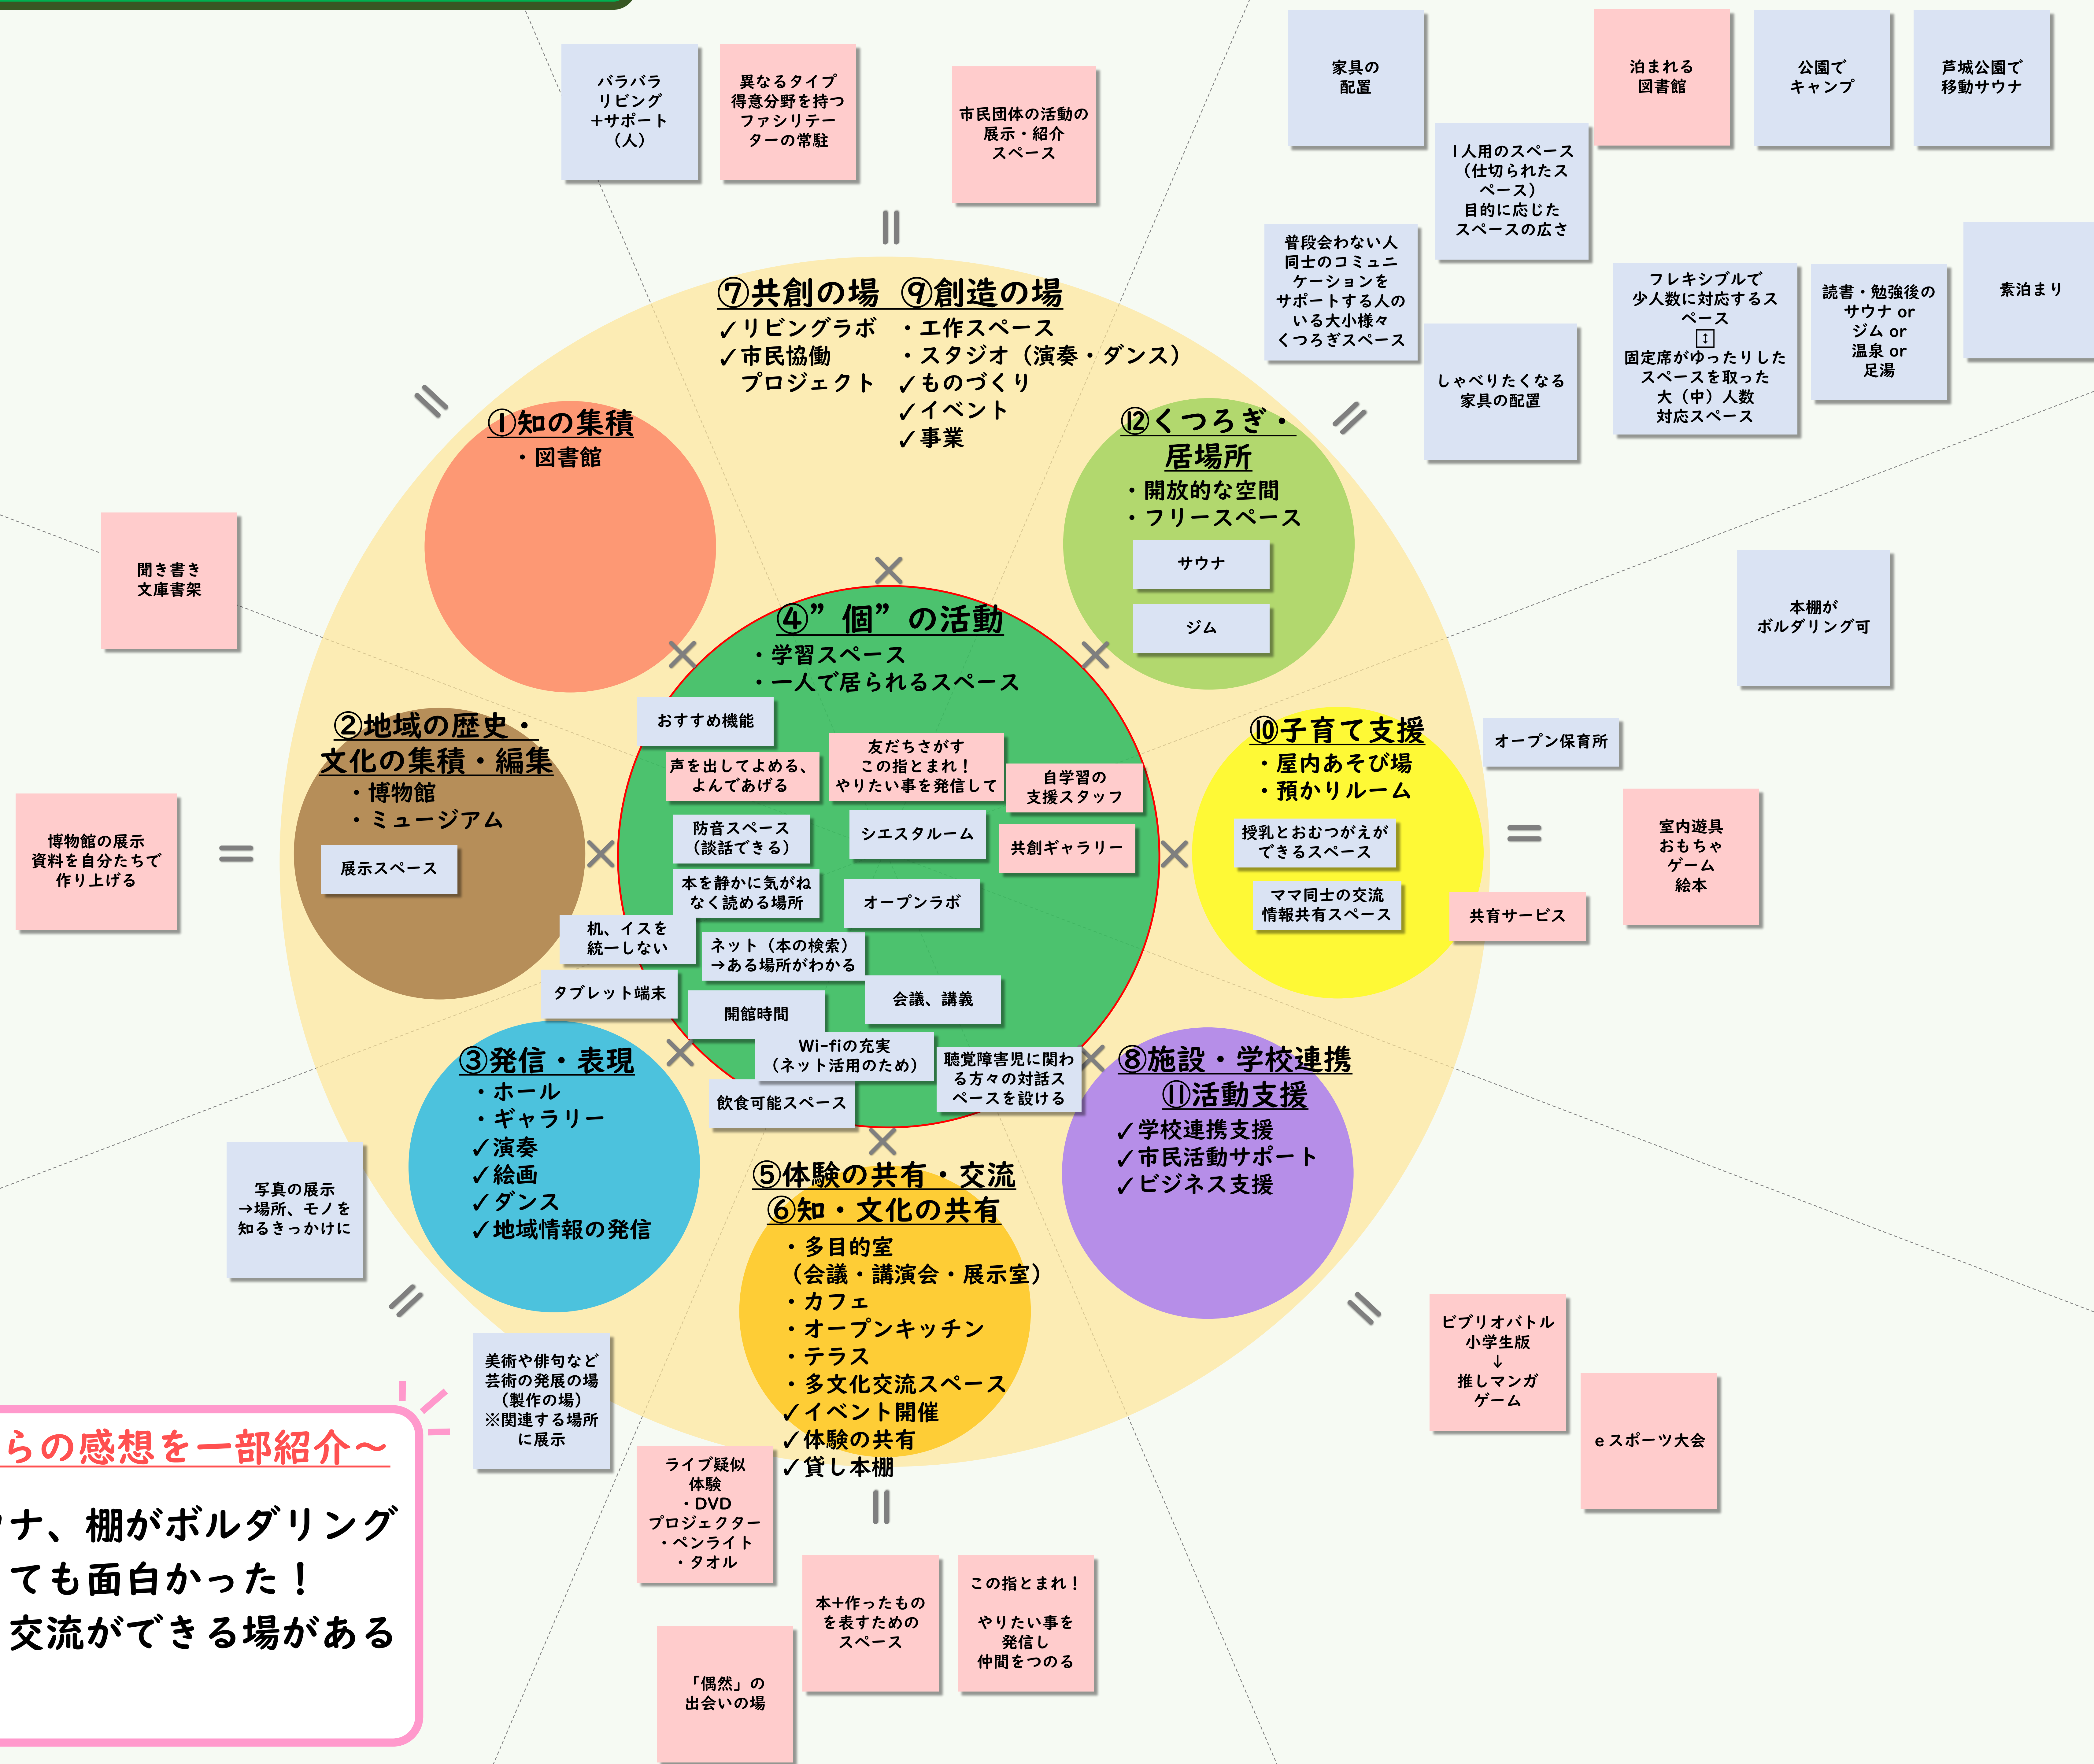 バラバラ
リビング
+サポート
（人）
異なるタイプ
得意分野を持つ
ファシリテー
ターの常駐
市民団体の活動の
展示・紹介
スペース
家具の
配置
1人用のスペース
（仕切られたス
ペース）
目的に応じた
スペースの広さ
泊まれる
図書館
公園で
キャンプ
芦城公園で
移動サウナ
普段会わない人
同士のコミュニ
ケーションを
サポートする人の
いる大小様々
くつろぎスペース
しゃべりたくなる
家具の配置
フレキシブルで
少人数に対応するス
ペース
↕
固定席がゆったりした
スペースを取った
大（中）人数
対応スペース
読書・勉強後の
サウナ or
ジム or
温泉 or
足湯
素泊まり
⑦共創の場
✓リビングラボ
✓市民協働
プロジェクト
⑨創造の場
・工作スペース
・スタジオ（演奏・ダンス）
✓ものづくり
✓イベント
✓事業
①知の集積
・図書館
⑫くつろぎ・
居場所
・開放的な空間
・フリースペース
サウナ
ジム
聞き書き
文庫書架
本棚が
ボルダリング可
④”個”の活動
・学習スペース
・一人で居られるスペース
おすすめ機能
声を出してよめる、
よんであげる
友だちさがす
この指とまれ！
やりたい事を発信して
自学習の
支援スタッフ
防音スペース
（談話できる）
シエスタルーム
共創ギャラリー
本を静かに気がね
なく読める場所
オープンラボ
机、イスを
統一しない
ネット（本の検索）
→ある場所がわかる
タブレット端末
開館時間
会議、講義
Wi-fiの充実
（ネット活用のため）
聴覚障害児に関わ
る方々の対話ス
ペースを設ける
飲食可能スペース
②地域の歴史・
文化の集積・編集
・博物館
・ミュージアム
展示スペース
博物館の展示
資料を自分たちで
作り上げる
⑩子育て支援
・屋内あそび場
・預かりルーム
授乳とおむつがえが
できるスペース
ママ同士の交流
情報共有スペース
オープン保育所
共育サービス
室内遊具
おもちゃ
ゲーム
絵本
③発信・表現
・ホール
・ギャラリー
✓演奏
✓絵画
✓ダンス
✓地域情報の発信
⑧施設・学校連携
⑪活動支援
✓学校連携支援
✓市民活動サポート
✓ビジネス支援
⑤体験の共有・交流
⑥知・文化の共有
・多目的室
（会議・講演会・展示室）
・カフェ
・オープンキッチン
・テラス
・多文化交流スペース
✓イベント開催
✓体験の共有
✓貸し本棚
写真の展示
→場所、モノを
知るきっかけに
美術や俳句など
芸術の発展の場
（製作の場）
※関連する場所
に展示
ビブリオバトル
小学生版
↓
推しマンガ
ゲーム
eスポーツ大会
ライブ疑似
体験
・DVD
プロジェクター
・ペンライト
・タオル
「偶然」の
出会いの場
本+作ったもの
を表すための
スペース
この指とまれ！
やりたい事を
発信し
仲間をつのる
らの感想を一部紹介～
ナ、棚がボルダリング
ても面白かった！
交流ができる場がある